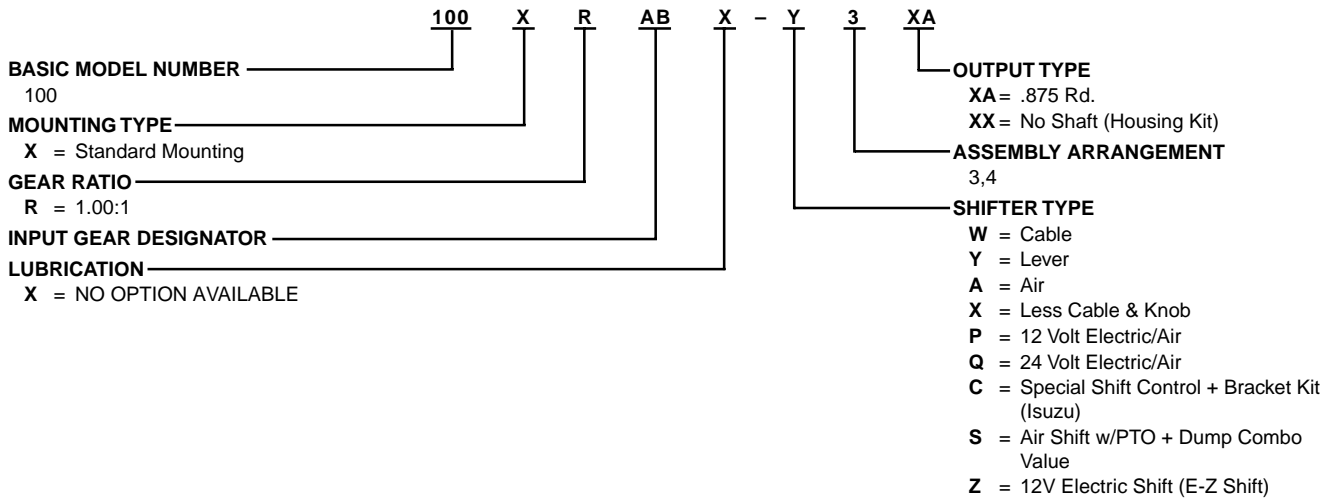 100 X R AB X – Y 3 XA
BASIC MODEL NUMBER
100
MOUNTING TYPE
X = Standard Mounting
GEAR RATIO
R = 1.00:1
INPUT GEAR DESIGNATOR
LUBRICATION
X = NO OPTION AVAILABLE
OUTPUT TYPE
XA = .875 Rd.
XX = No Shaft (Housing Kit)
ASSEMBLY ARRANGEMENT
3,4
SHIFTER TYPE
W = Cable
Y = Lever
A = Air
X = Less Cable & Knob
P = 12 Volt Electric/Air
Q = 24 Volt Electric/Air
C = Special Shift Control + Bracket Kit
(Isuzu)
S = Air Shift w/PTO + Dump Combo
Value
Z = 12V Electric Shift (E-Z Shift)